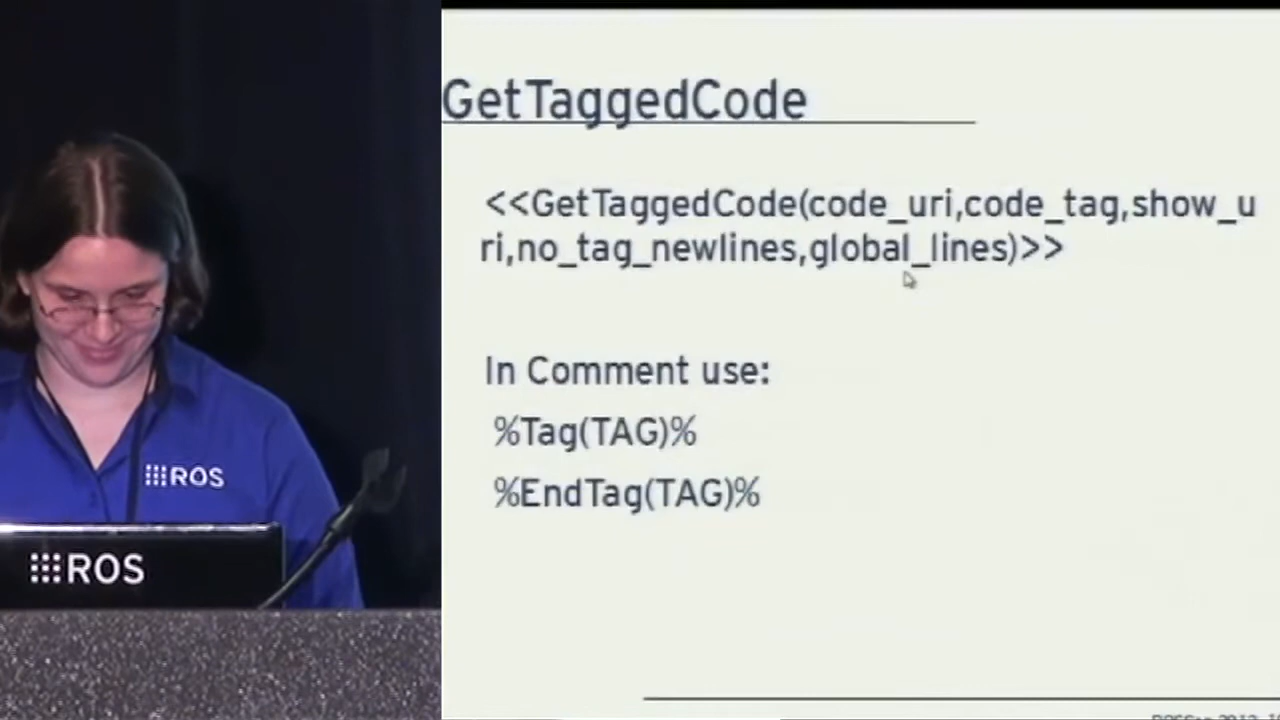 GetTaggedCode
<<GetTaggedCode(code_uri,code_tag,show_u
ri,no_tag_newlines,global_lines)>>
In Comment use:
%Tag(TAG)%
%EndTag(TAG)%
ROS
ROS